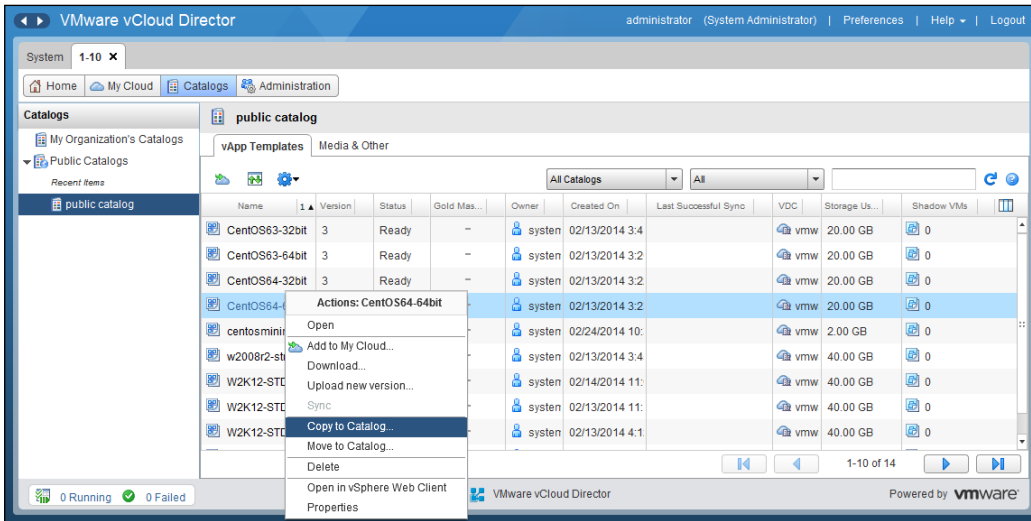 VMware vCloud Director administrator (System Administrator) | Preferences | Help | Logout
System 1-10
Home My Cloud Catalogs Administration
Catalogs
My Organization's Catalogs
Public Catalogs
Recent Items
public catalog
public catalog
vApp Templates Media & Other
All Catalogs All
Name 1 Version Status Gold Mas... Owner Created On Last Successful Sync VDC Storage Us... Shadow VMs
CentOS63-32bit 3 Ready - system 02/13/2014 3:4 vmw 20.00 GB 0
CentOS63-64bit 3 Ready - system 02/13/2014 3:2 vmw 20.00 GB 0
CentOS64-32bit 3 Ready - system 02/13/2014 3:2 vmw 20.00 GB 0
CentOS64-6 system 02/13/2014 3:2 vmw 20.00 GB 0
centosminin system 02/24/2014 10: vmw 2.00 GB 0
w2008r2-st system 02/13/2014 3:4 vmw 40.00 GB 0
W2K12-STD system 02/14/2014 11: vmw 40.00 GB 0
W2K12-STD system 02/13/2014 11: vmw 40.00 GB 0
W2K12-STD system 02/13/2014 4:1 vmw 40.00 GB 0
Actions: CentOS64-64bit
Open
Add to My Cloud...
Download...
Upload new version...
Sync
Copy to Catalog...
Move to Catalog...
Delete
Open in vSphere Web Client
Properties
1-10 of 14
0 Running 0 Failed VMware vCloud Director Powered by vmware